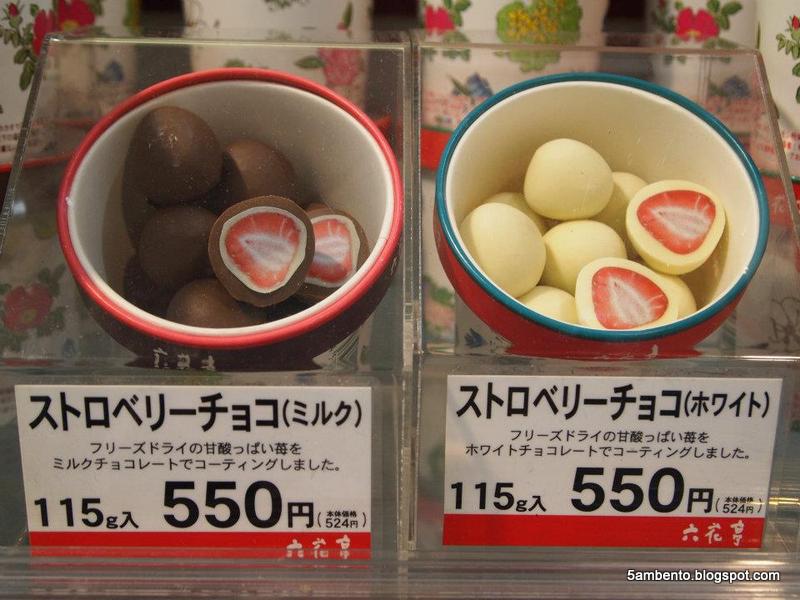 ストロベリーチョコ(ミルク)
フリーズドライの甘酸っぱい苺を
ミルクチョコレートでコーティングしました。
115g入 550円(本体価格 524円)
六花亭
ストロベリーチョコ(ホワイト)
フリーズドライの甘酸っぱい苺を
ホワイトチョコレートでコーティングしました。
115g入 550円(本体価格 524円)
六花亭
5ambento.blogspot.com